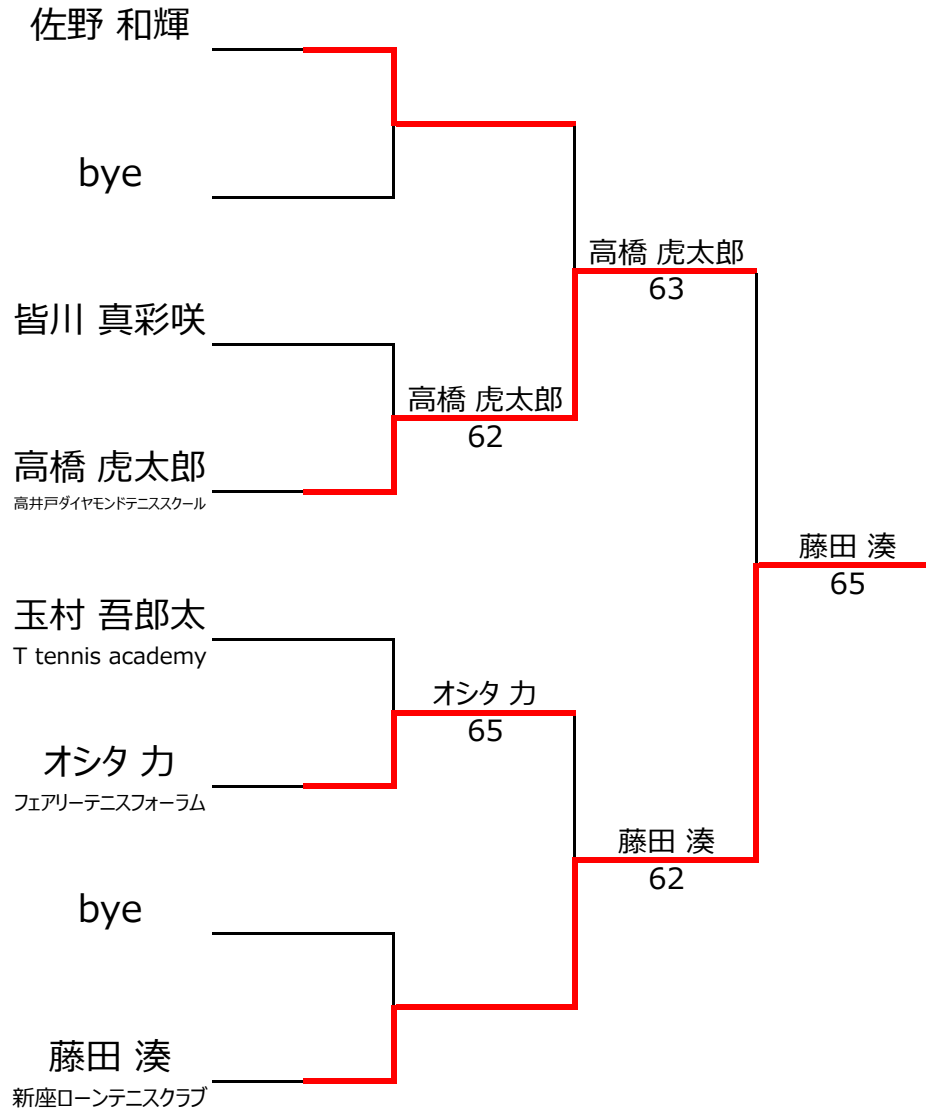 佐野 和輝
bye
皆川 真彩咲
高橋 虎太郎
高井戸ダイヤモンドテニススクール
玉村 吾郎太
T tennis academy
オシタ 力
フェアリーテニスフォーラム
bye
藤田 湊
新座ローンテニスクラブ
高橋 虎太郎
62
オシタ 力
65
高橋 虎太郎
63
藤田 湊
62
藤田 湊
65